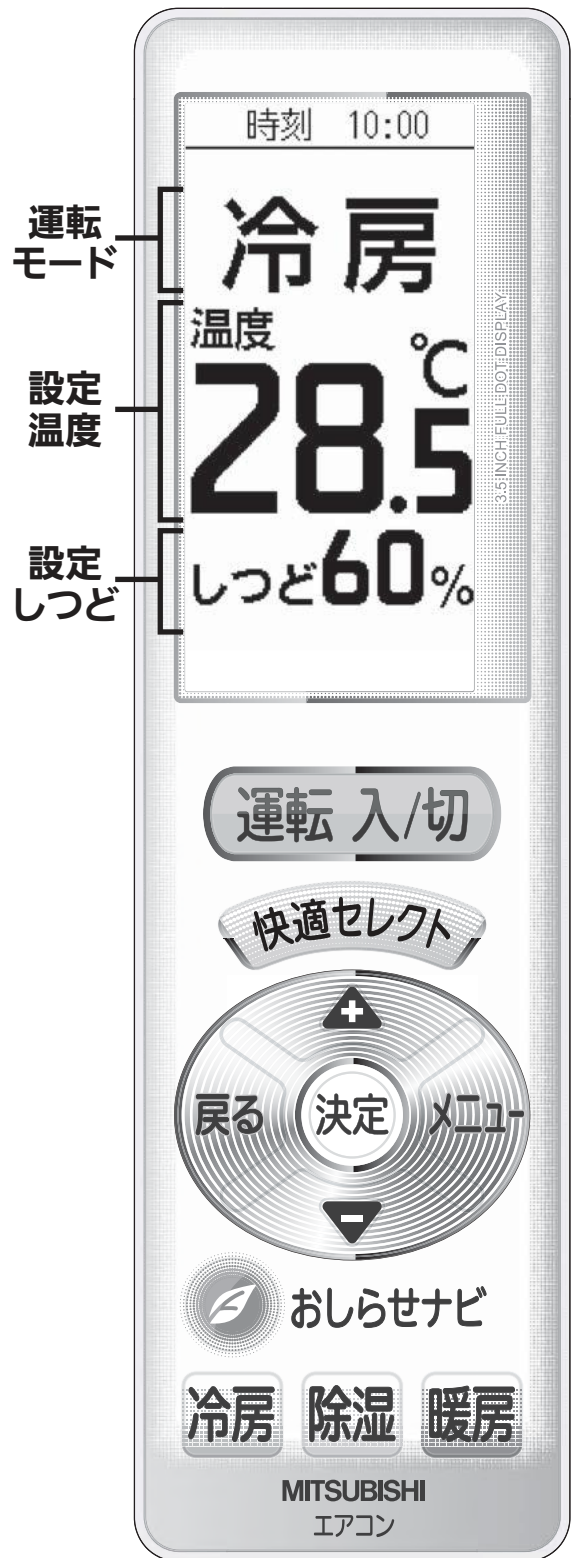 時刻 10:00
運転
モード
冷房
設定
温度
温度
28.5℃
設定
しつど
しつど60%
3.5 INCH FULL DOT DISPLAY
運転 入/切
快適セレクト
+
戻る 決定 メニュー
-
おしらせナビ
冷房 除湿 暖房
MITSUBISHI
エアコン